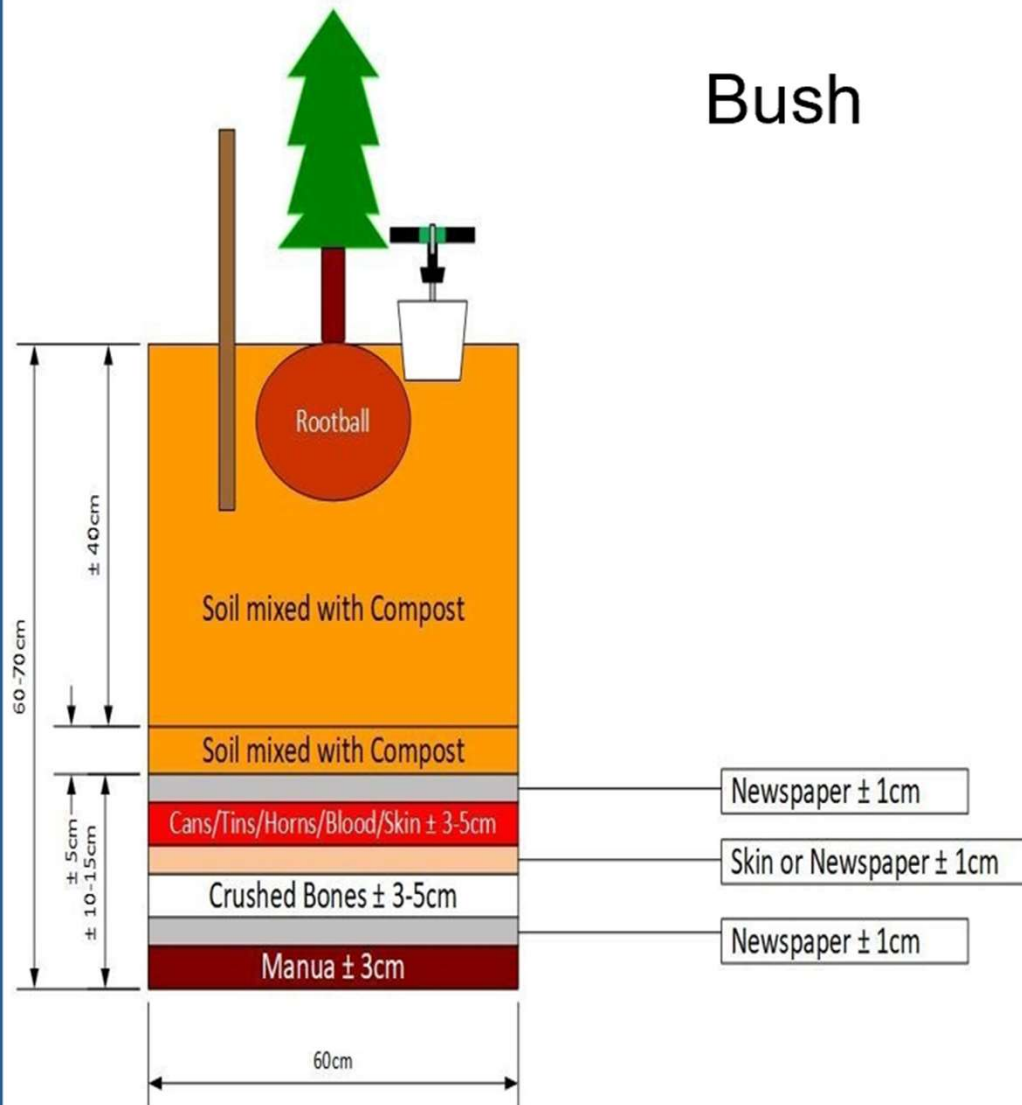 Bush
Rootball
± 40cm
Soil mixed with Compost
60-70cm
Soil mixed with Compost
Newspaper ± 1cm
Cans/Tins/Horns/Blood/Skin ± 3-5cm
± 5cm
± 10-15cm
Skin or Newspaper ± 1cm
Crushed Bones ± 3-5cm
Newspaper ± 1cm
Manua ± 3cm
60cm